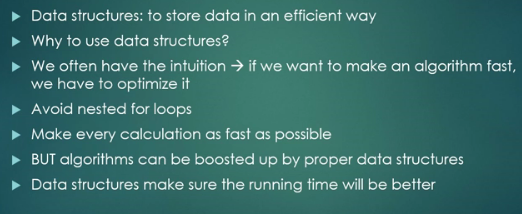 Data structures: to store data in an efficient way
Why to use data structures?
We often have the intuition → if we want to make an algorithm fast,
we have to optimize it
Avoid nested for loops
Make every calculation as fast as possible
BUT algorithms can be boosted up by proper data structures
Data structures make sure the running time will be better